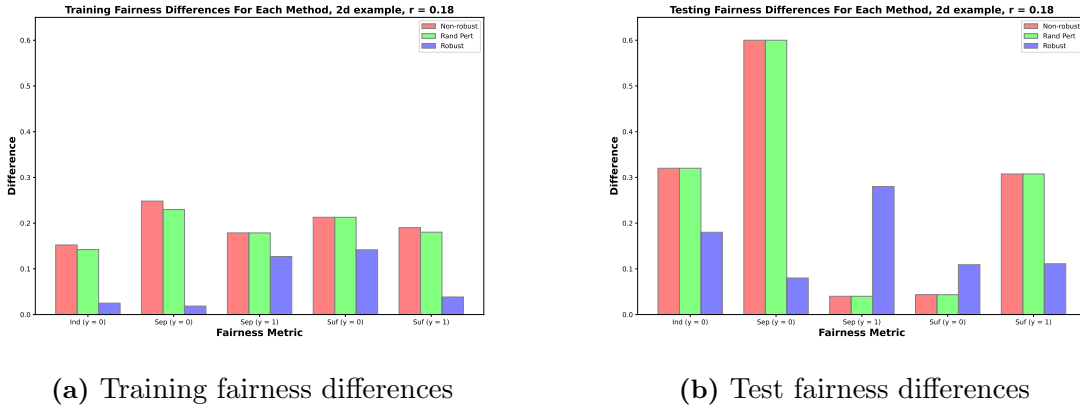 Training Fairness Differences For Each Method, 2d example, r = 0.18
Non-robust
Rand Pert
Robust
0.6
0.5
0.4
0.3
0.2
0.1
0.0
Difference
Ind (y = 0)
Sep (y = 0)
Sep (y = 1)
Suf (y = 0)
Suf (y = 1)
Fairness Metric
(a) Training fairness differences
Testing Fairness Differences For Each Method, 2d example, r = 0.18
Non-robust
Rand Pert
Robust
0.6
0.5
0.4
0.3
0.2
0.1
0.0
Difference
Ind (y = 0)
Sep (y = 0)
Sep (y = 1)
Suf (y = 0)
Suf (y = 1)
Fairness Metric
(b) Test fairness differences